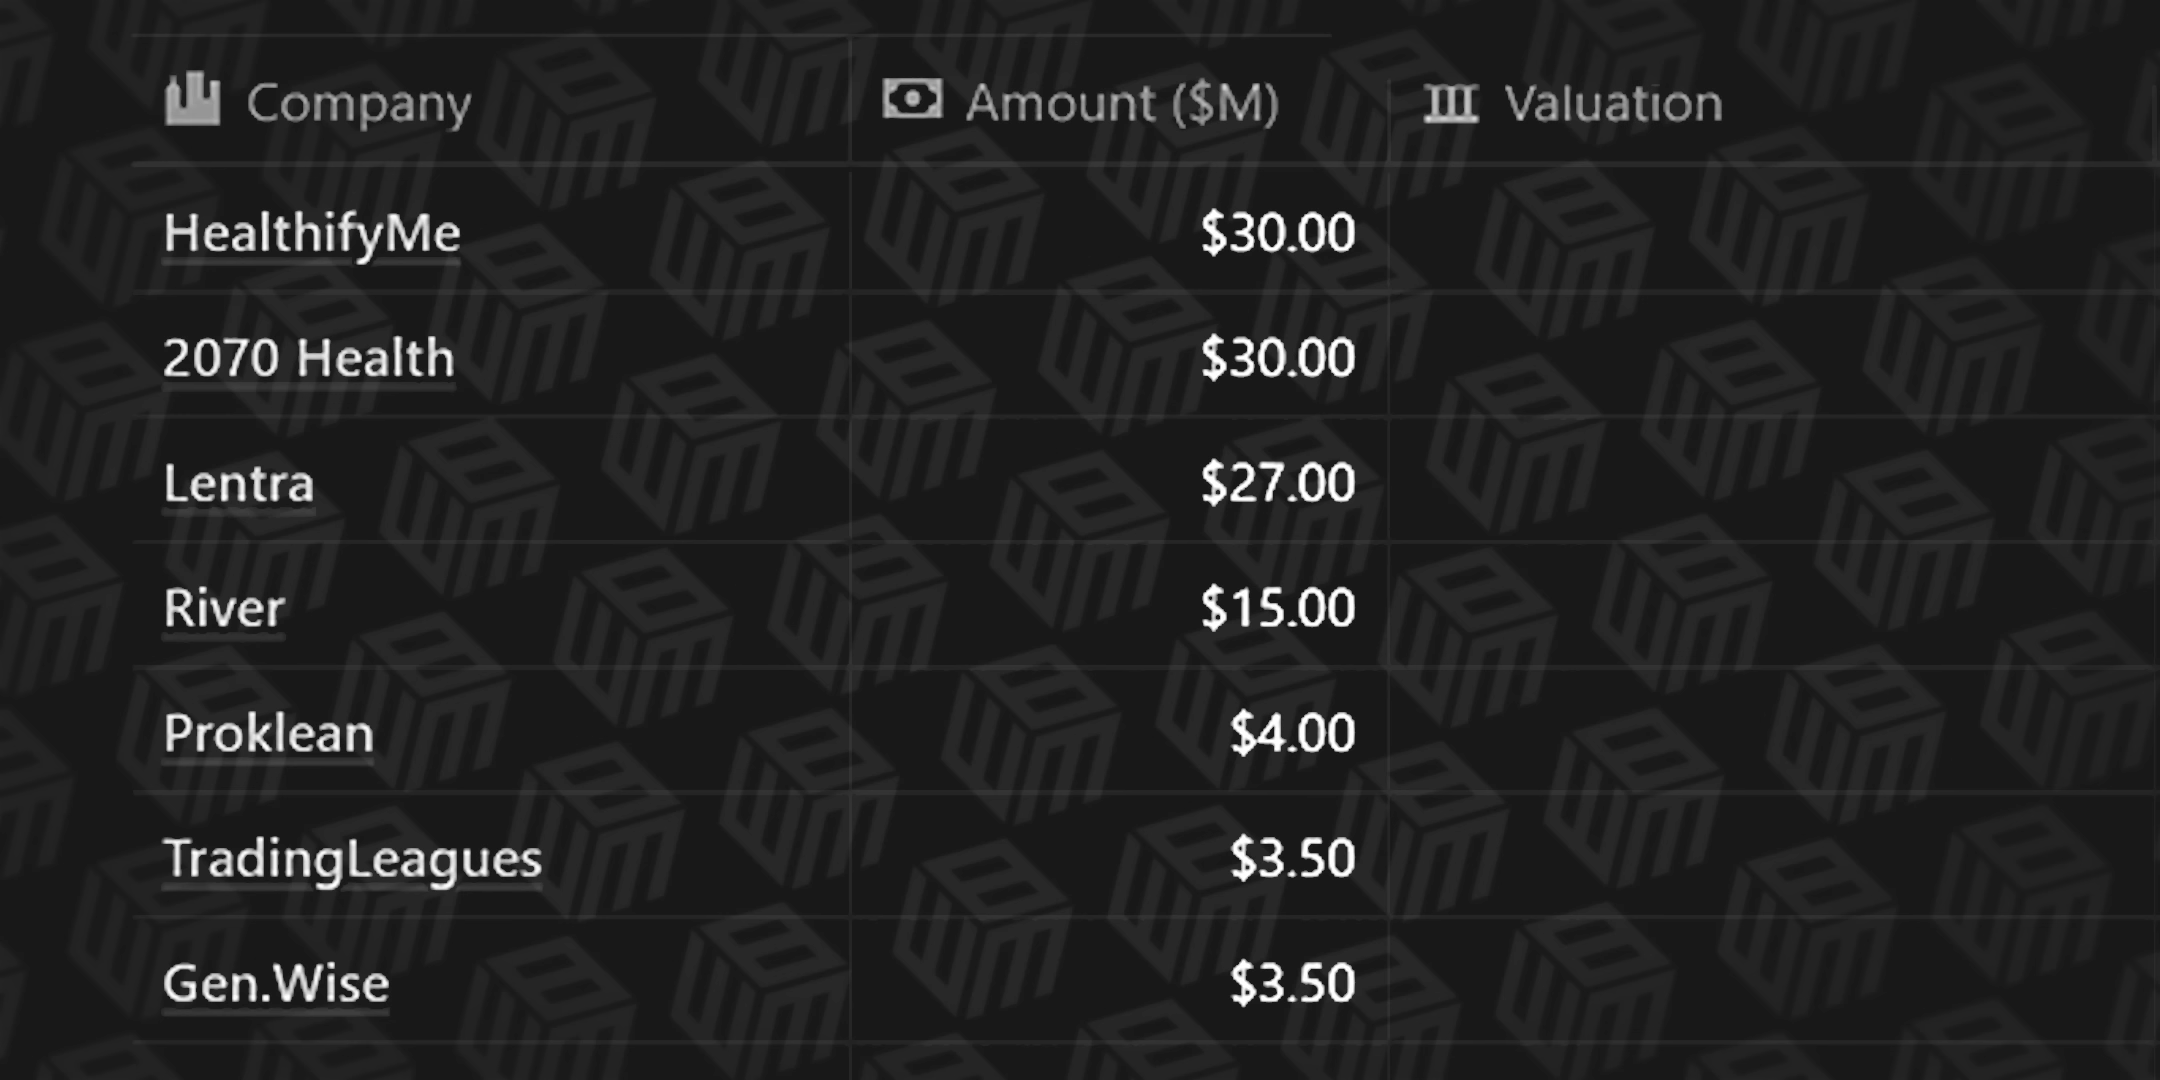 Company Amount ($M) Valuation
HealthifyMe $30.00
2070 Health $30.00
Lentra $27.00
River $15.00
Proklean $4.00
TradingLeagues $3.50
Gen.Wise $3.50